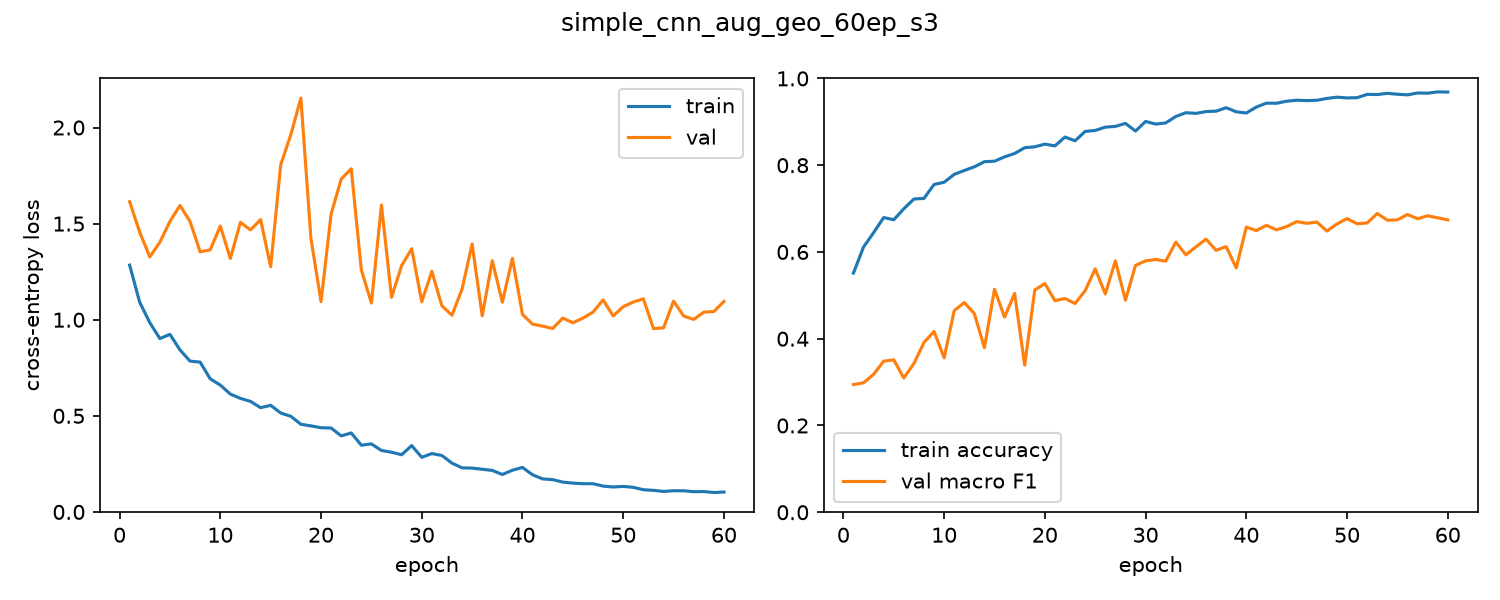 simple_cnn_aug_geo_60ep_s3
cross-entropy loss
2.0
1.5
1.0
0.5
0.0
train
val
0 10 20 30 40 50 60
epoch
1.0
0.8
0.6
0.4
0.2
0.0
train accuracy
val macro F1
0 10 20 30 40 50 60
epoch